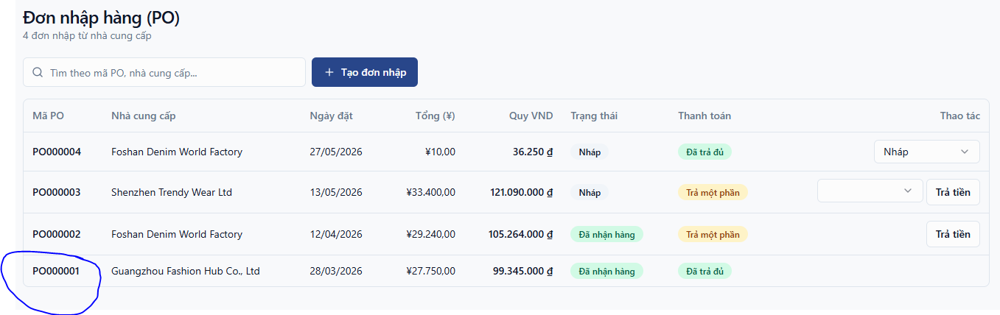 Đơn nhập hàng (PO)
4 đơn nhập từ nhà cung cấp
Tìm theo mã PO, nhà cung cấp...
+ Tạo đơn nhập
Mã PO Nhà cung cấp Ngày đặt Tổng (¥) Quy VND Trạng thái Thanh toán Thao tác
PO000004 Foshan Denim World Factory 27/05/2026 ¥10,00 36.250 ₫ Nháp Đã trả đủ Nháp
PO000003 Shenzhen Trendy Wear Ltd 13/05/2026 ¥33.400,00 121.090.000 ₫ Nháp Trả một phần Trả tiền
PO000002 Foshan Denim World Factory 12/04/2026 ¥29.240,00 105.264.000 ₫ Đã nhận hàng Trả một phần Trả tiền
PO000001 Guangzhou Fashion Hub Co., Ltd 28/03/2026 ¥27.750,00 99.345.000 ₫ Đã nhận hàng Đã trả đủ